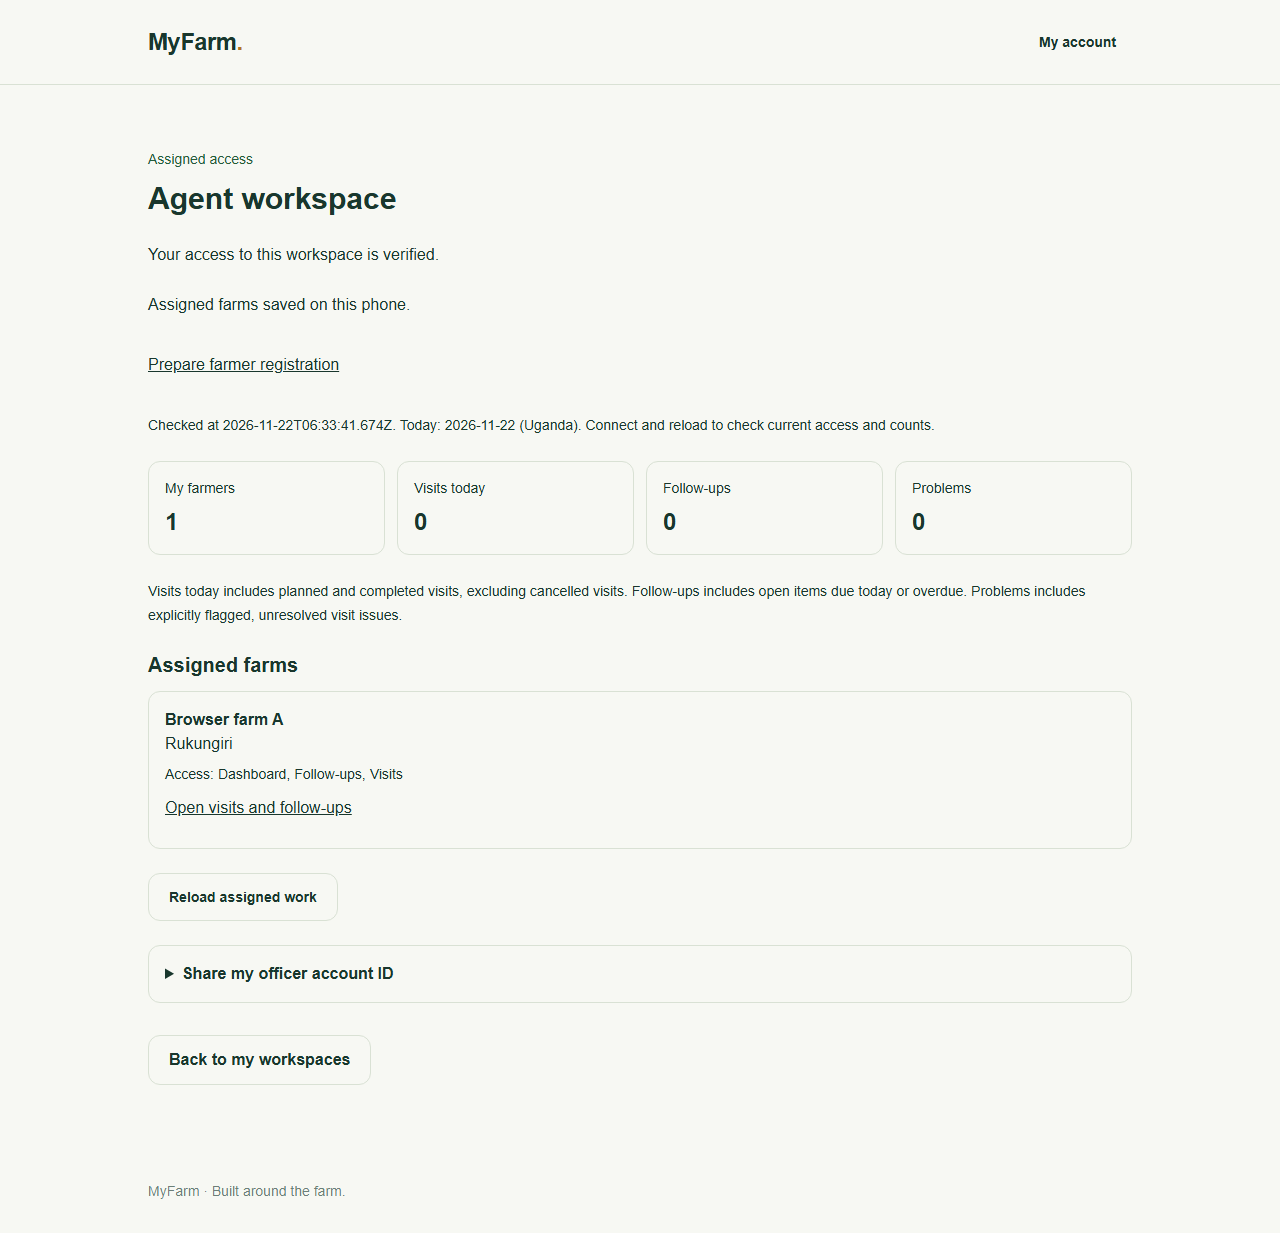 MyFarm.
My account
Assigned access
Agent workspace
Your access to this workspace is verified.
Assigned farms saved on this phone.
Prepare farmer registration
Checked at 2026-11-22T06:33:41.674Z. Today: 2026-11-22 (Uganda). Connect and reload to check current access and counts.
My farmers
1
Visits today
0
Follow-ups
0
Problems
0
Visits today includes planned and completed visits, excluding cancelled visits. Follow-ups includes open items due today or overdue. Problems includes
explicitly flagged, unresolved visit issues.
Assigned farms
Browser farm A
Rukungiri
Access: Dashboard, Follow-ups, Visits
Open visits and follow-ups
Reload assigned work
Share my officer account ID
Back to my workspaces
MyFarm · Built around the farm.